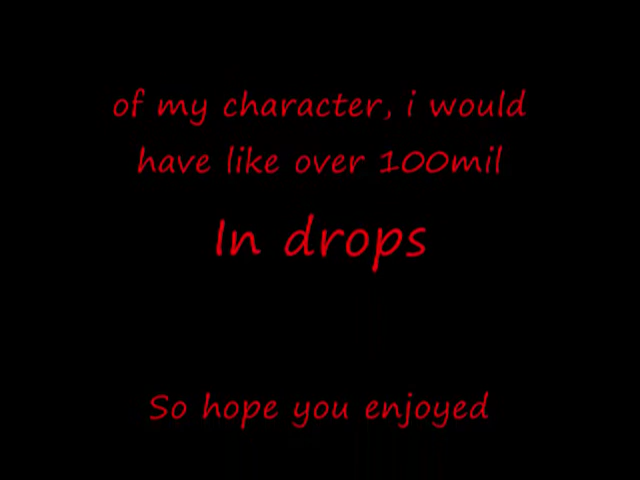 of my character, i would
have like over 100mil
In drops
So hope you enjoyed